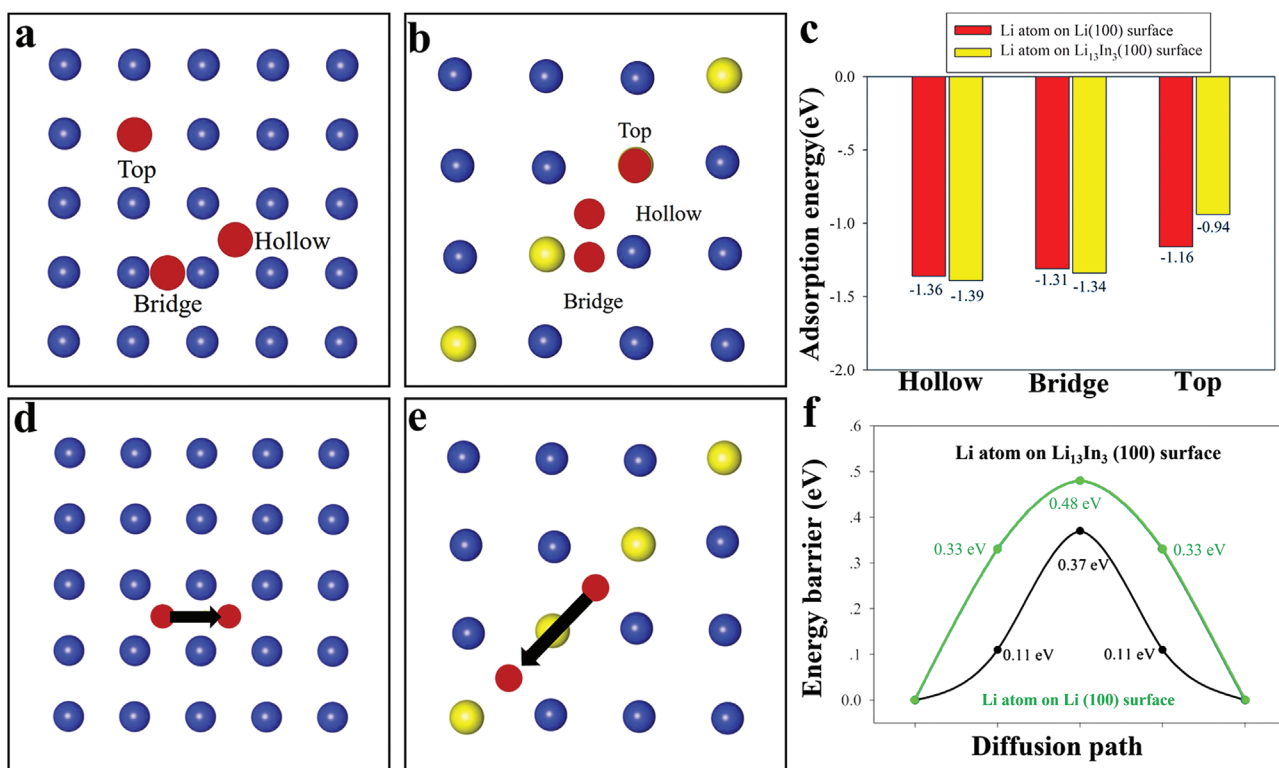 a
Top
Hollow
Bridge
b
Top
Hollow
Bridge
c
Li atom on Li(100) surface
Li atom on Li13In3(100) surface
Adsorption energy(eV)
0.0
-.5
-1.0
-1.5
-2.0
-1.36
-1.39
-1.31
-1.34
-1.16
-0.94
Hollow
Bridge
Top
d
e
f
Energy barrier (eV)
.6
.5
.4
.3
.2
.1
0.0
Li atom on Li13In3 (100) surface
0.48 eV
0.33 eV
0.33 eV
0.37 eV
0.11 eV
0.11 eV
Li atom on Li (100) surface
Diffusion path